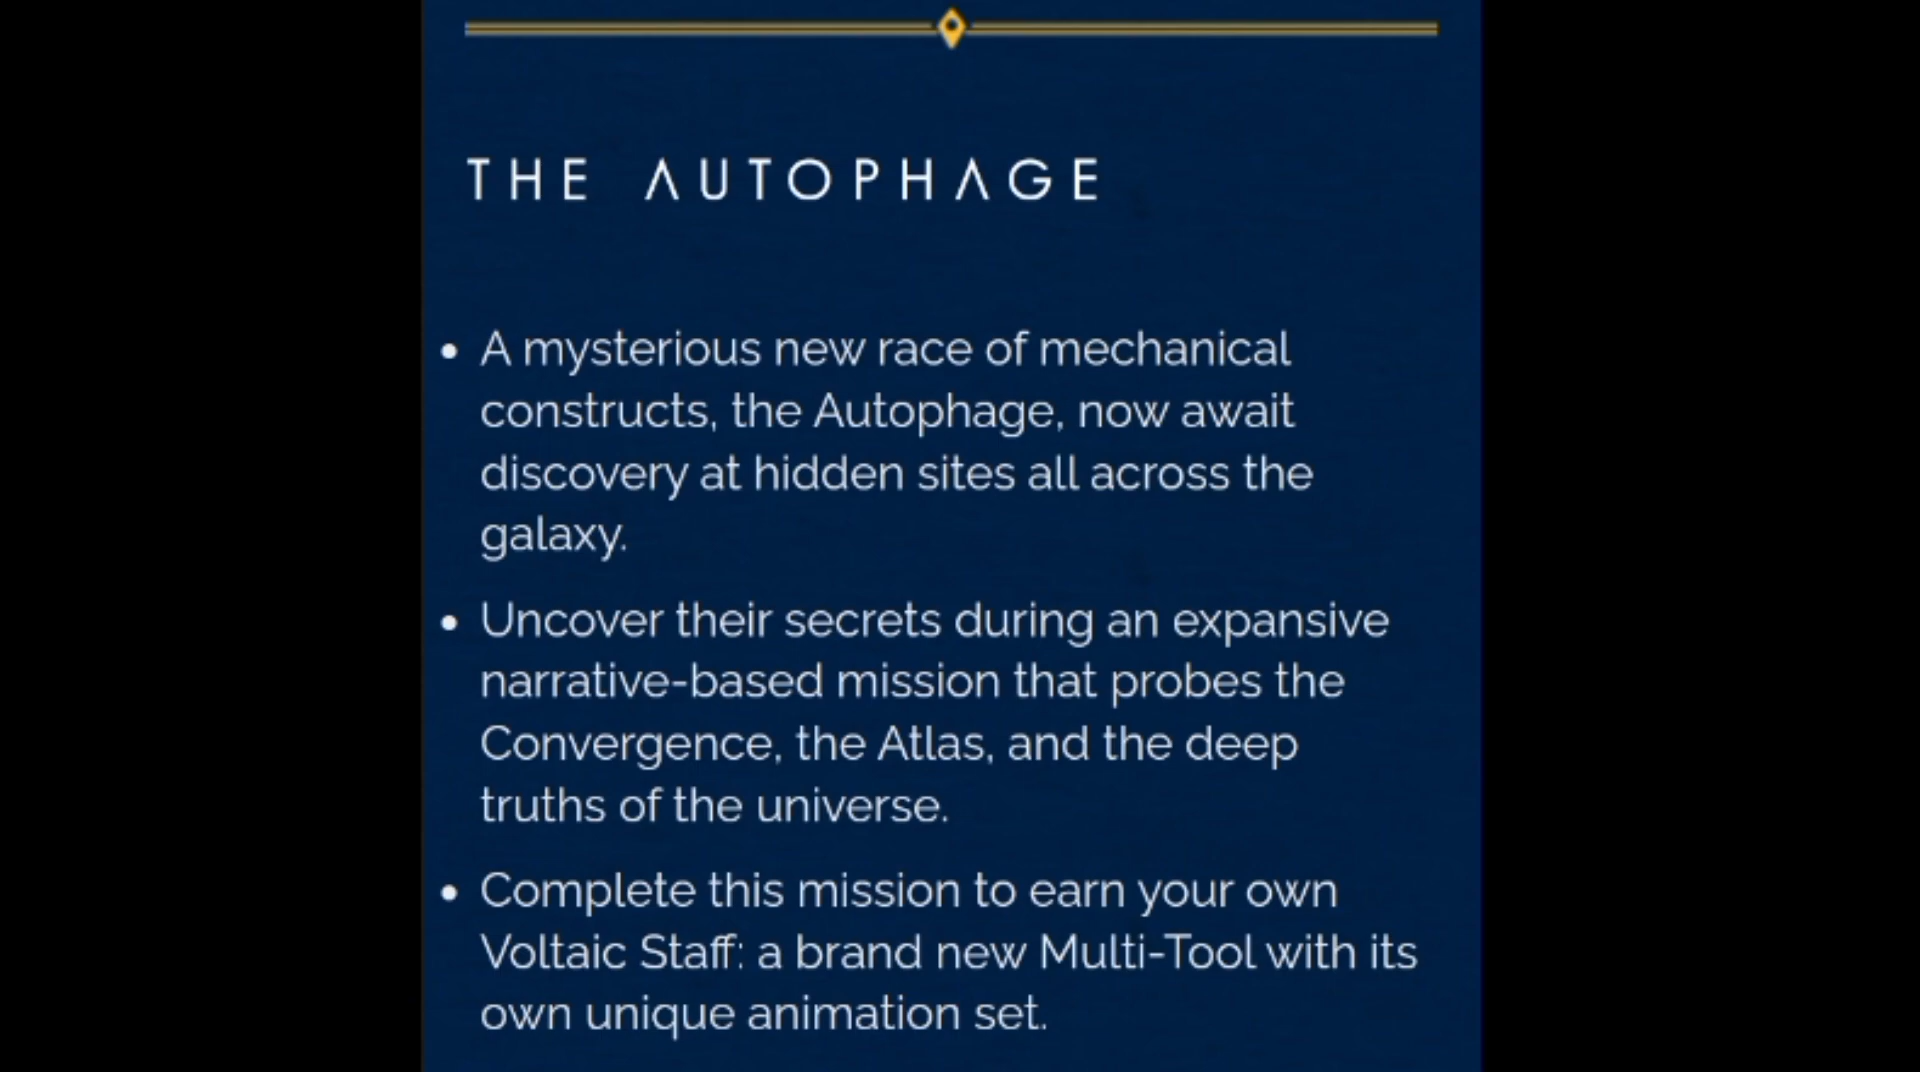 THE AUTOPHAGE
• A mysterious new race of mechanical
constructs, the Autophage, now await
discovery at hidden sites all across the
galaxy.
• Uncover their secrets during an expansive
narrative-based mission that probes the
Convergence, the Atlas, and the deep
truths of the universe.
• Complete this mission to earn your own
Voltaic Staff: a brand new Multi-Tool with its
own unique animation set.